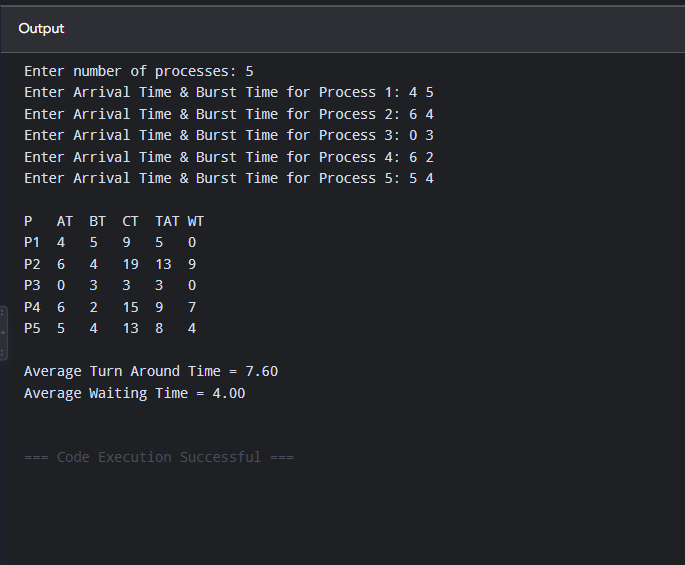 Output
Enter number of processes: 5
Enter Arrival Time & Burst Time for Process 1: 4 5
Enter Arrival Time & Burst Time for Process 2: 6 4
Enter Arrival Time & Burst Time for Process 3: 0 3
Enter Arrival Time & Burst Time for Process 4: 6 2
Enter Arrival Time & Burst Time for Process 5: 5 4
P AT BT CT TAT WT
P1 4 5 9 5 0
P2 6 4 19 13 9
P3 0 3 3 3 0
P4 6 2 15 9 7
P5 5 4 13 8 4
Average Turn Around Time = 7.60
Average Waiting Time = 4.00
=== Code Execution Successful ===